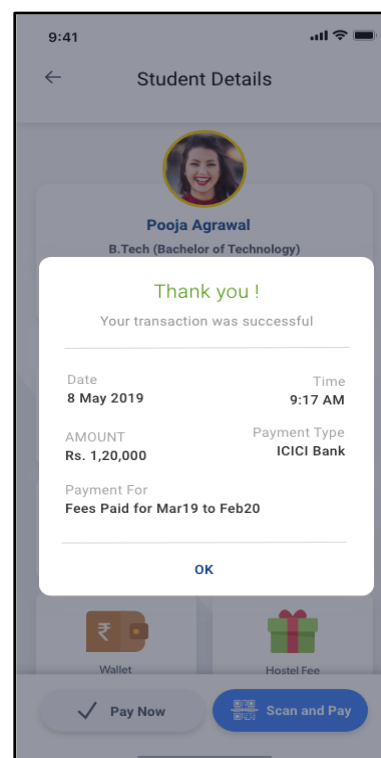 9:41
Student Details
Pooja Agrawal
B.Tech (Bachelor of Technology)
Thank you !
Your transaction was successful
Date Time
8 May 2019 9:17 AM
AMOUNT Payment Type
Rs. 1,20,000 ICICI Bank
Payment For
Fees Paid for Mar19 to Feb20
OK
₹
Wallet Hostel Fee
Pay Now Scan and Pay